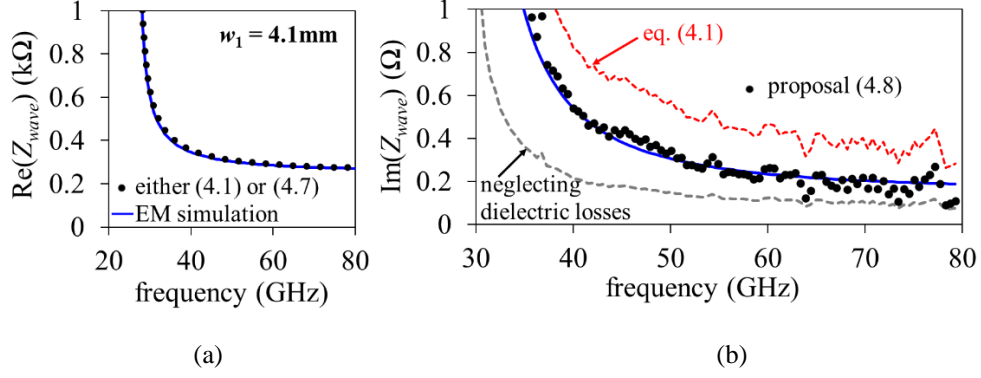 1
0.8
0.6
0.4
0.2
0
Re(Z_wave) (kΩ)
w₁ = 4.1mm
either (4.1) or (4.7)
EM simulation
20 40 60 80
frequency (GHz)
(a)
1
0.8
0.6
0.4
0.2
0
Im(Z_wave) (Ω)
eq. (4.1)
proposal (4.8)
neglecting
dielectric losses
30 40 50 60 70 80
frequency (GHz)
(b)